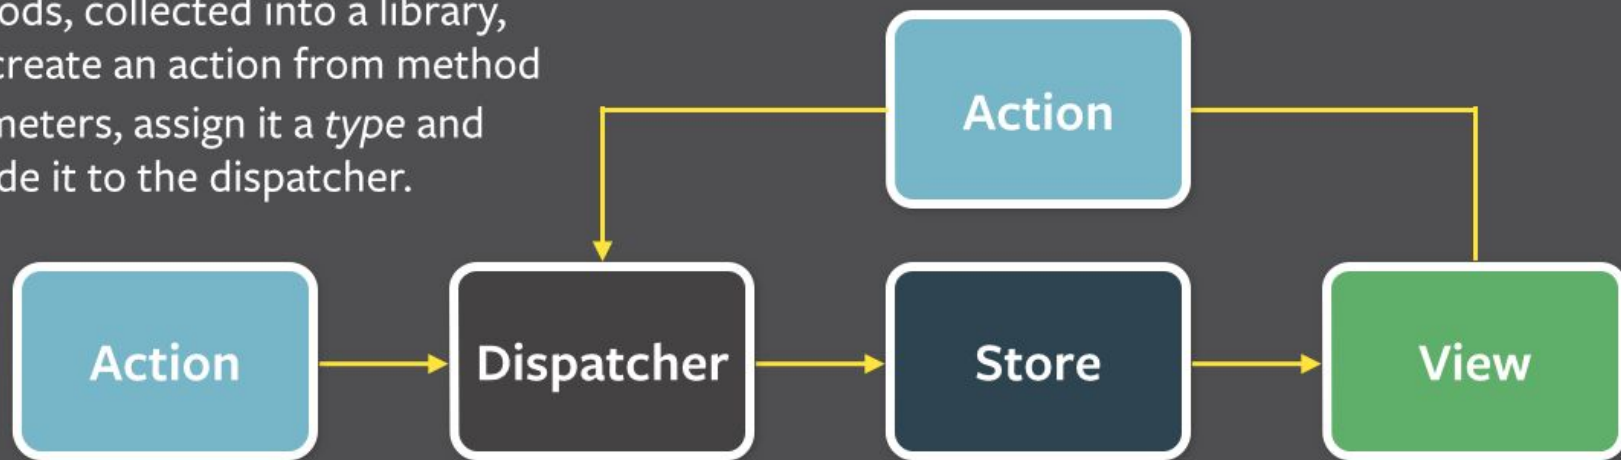 ods, collected into a library,
create an action from method
meters, assign it a type and
de it to the dispatcher.
Action
Action
Dispatcher
Store
View